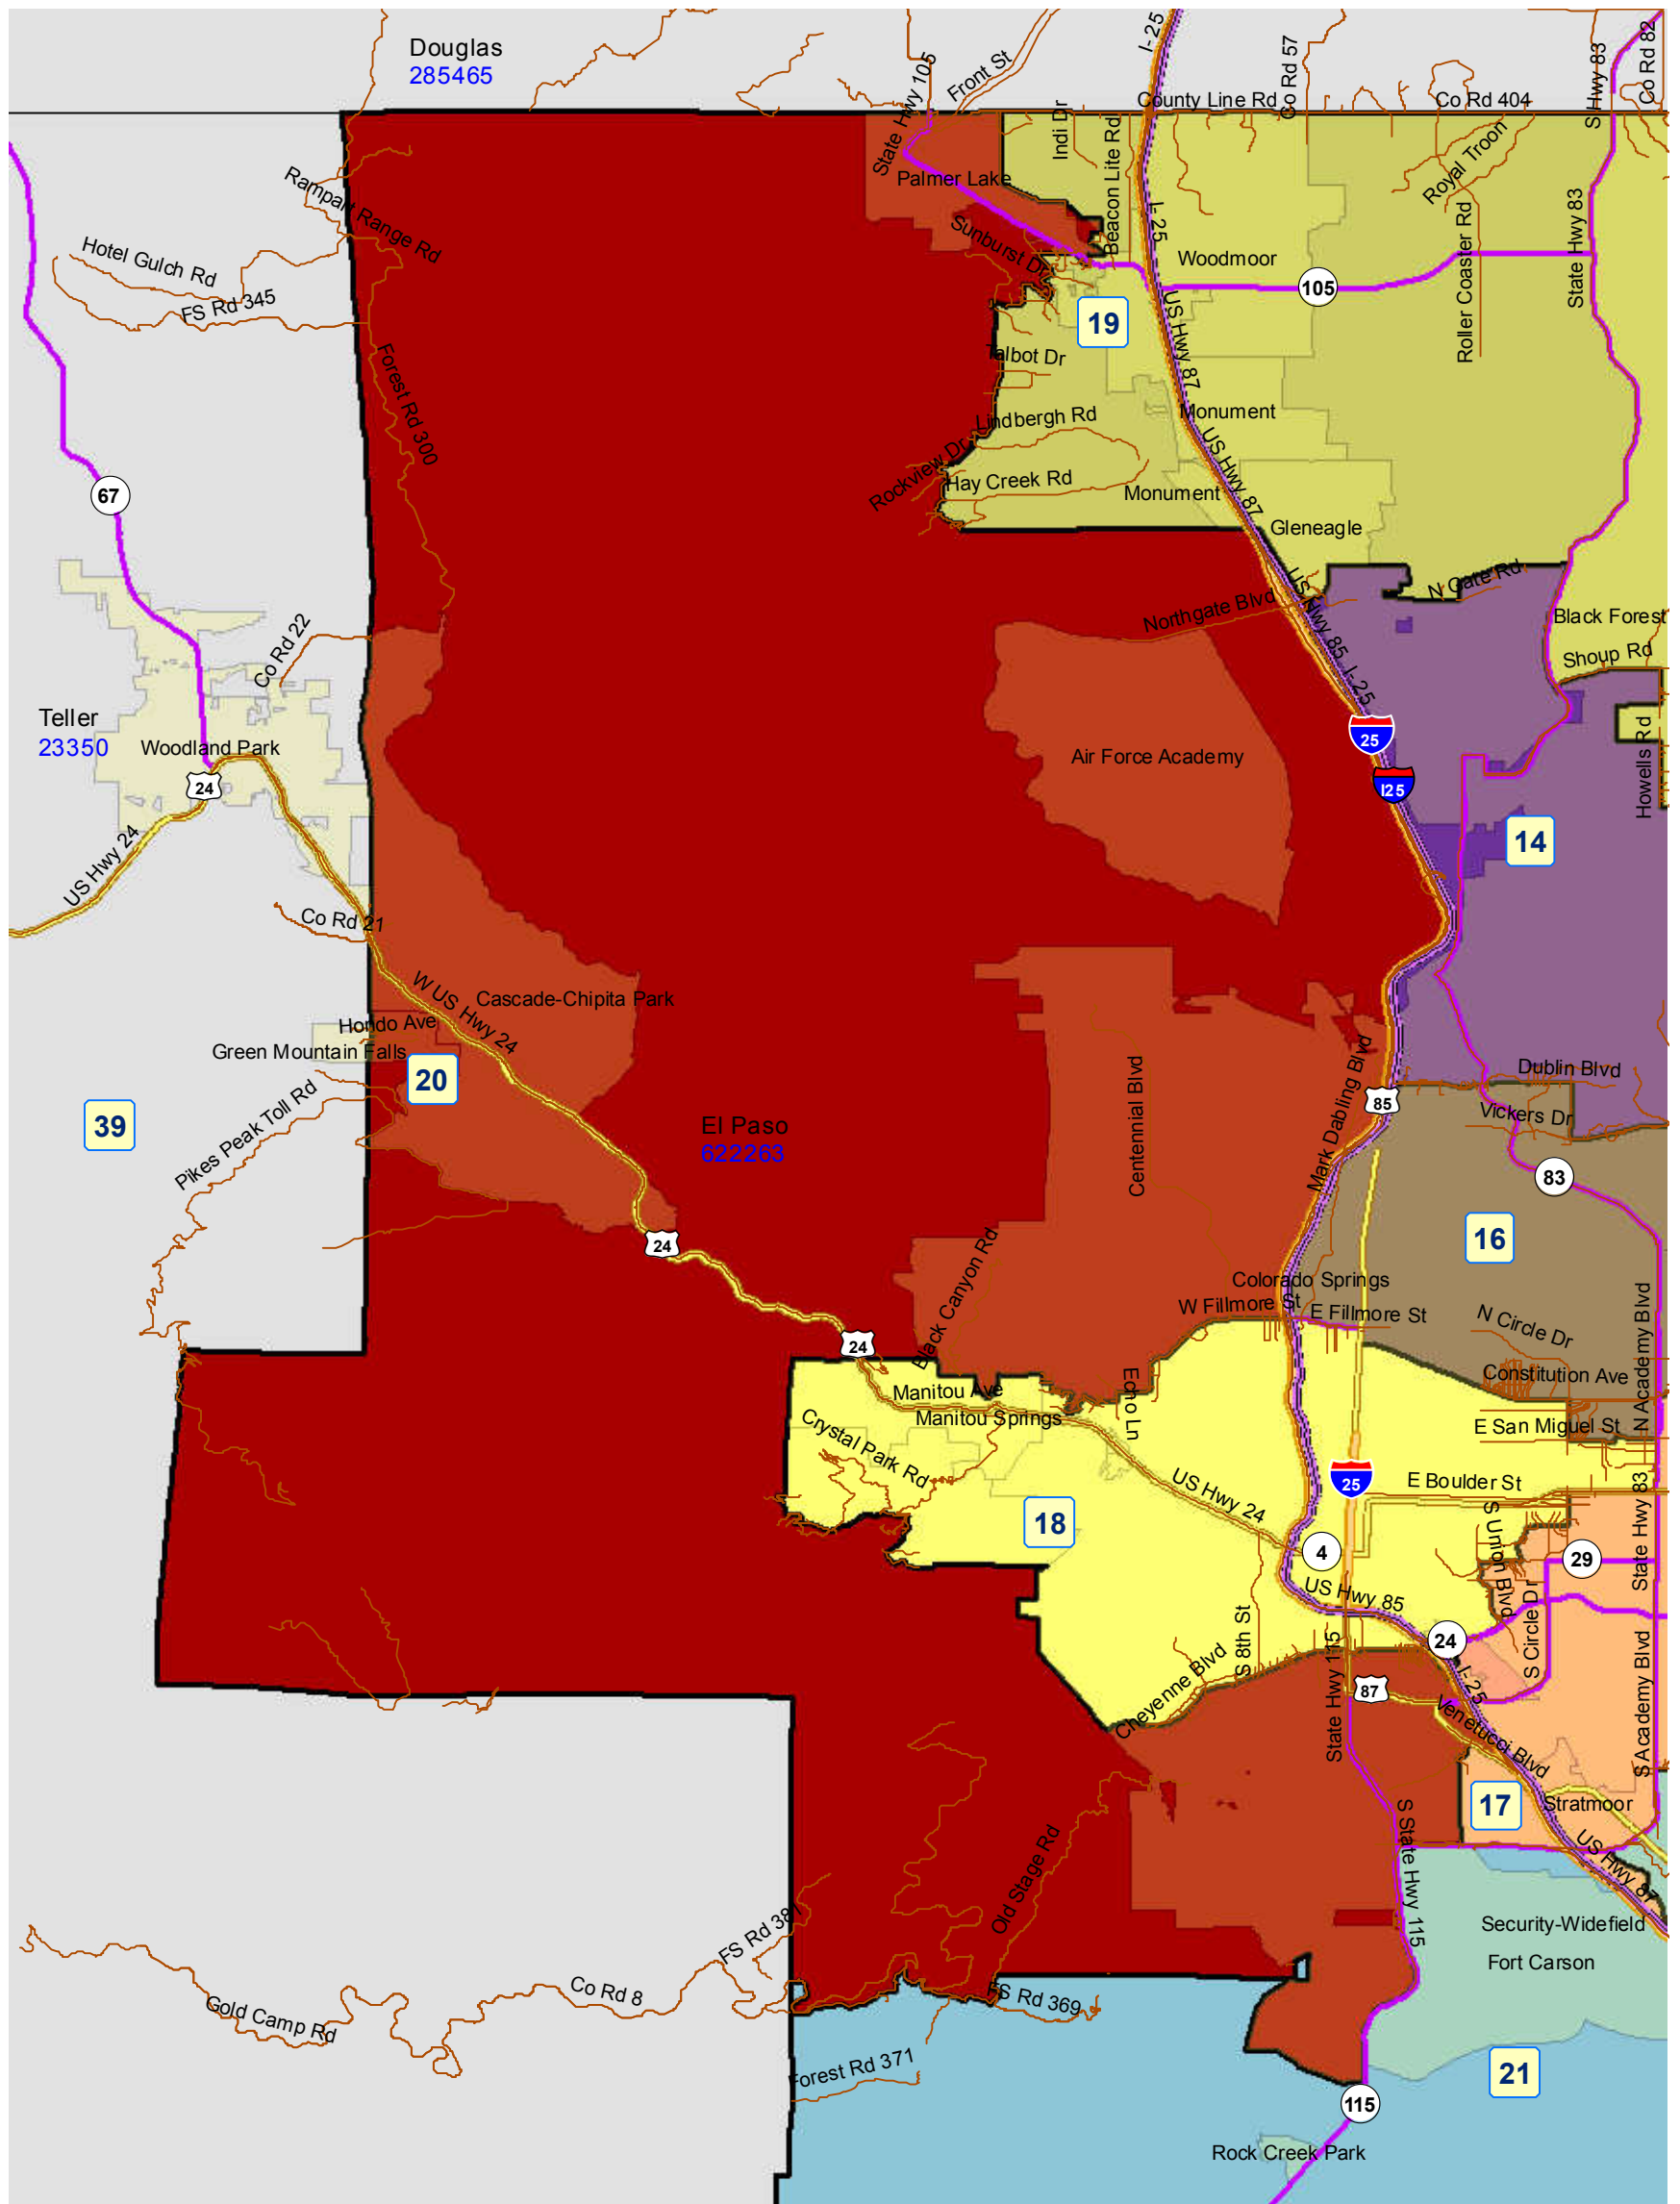 Douglas
285465
State Hwy 105
Front St
I-25
County Line Rd
Co Rd 57
Co Rd 404
S Hwy 83
Co Rd 82
Indi Dr
Beacon Lite Rd
Royal Troon
Palmer Lake
Rampart Range Rd
Hotel Gulch Rd
FS Rd 345
Sunburst Dr
I-25
Woodmoor
105
Roller Coaster Rd
State Hwy 83
19
US Hwy 87
Talbot Dr
Forest Rd 300
Monument
Lindbergh Rd
Rockview Dr
Hay Creek Rd
US Hwy 87
Monument
Gleneagle
67
N Gate Rd
Northgate Blvd
US Hwy 85
I-25
Black Forest
Shoup Rd
Co Rd 22
Teller
23350
Woodland Park
24
Air Force Academy
25
I25
Howells Rd
US Hwy 24
14
Co Rd 21
W US Hwy 24
Cascade-Chipita Park
Hondo Ave
Green Mountain Falls
20
39
Pikes Peak Toll Rd
El Paso
622263
Centennial Blvd
Mark Dabling Blvd
85
Dublin Blvd
Vickers Dr
83
16
24
Black Canyon Rd
Colorado Springs
W Fillmore St
E Fillmore St
N Circle Dr
N Academy Blvd
24
Constitution Ave
Manitou Ave
Manitou Springs
Echo Ln
E San Miguel St
Crystal Park Rd
US Hwy 24
25
E Boulder St
State Hwy 83
18
4
S Union Blvd
29
US Hwy 85
S Circle Dr
S 8th St
24
Cheyenne Blvd
State Hwy 115
87
I-25
S Academy Blvd
Venetucci Blvd
17
Stratmoor
S State Hwy 115
US Hwy 87
Old Stage Rd
FS Rd 381
Security-Widefield
Fort Carson
Co Rd 8
Gold Camp Rd
FS Rd 369
Forest Rd 371
21
115
Rock Creek Park